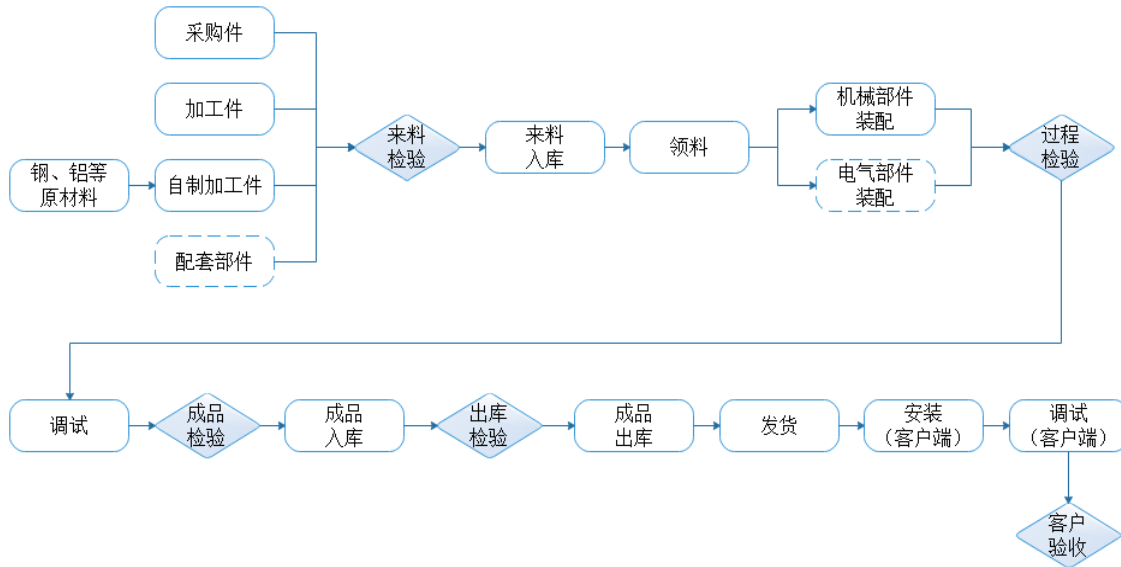 采购件
加工件
钢、铝等
原材料
自制加工件
配套部件
来料
检验
来料
入库
领料
机械部件
装配
电气部件
装配
过程
检验
调试
成品
检验
成品
入库
出库
检验
成品
出库
发货
安装
（客户端）
调试
（客户端）
客户
验收